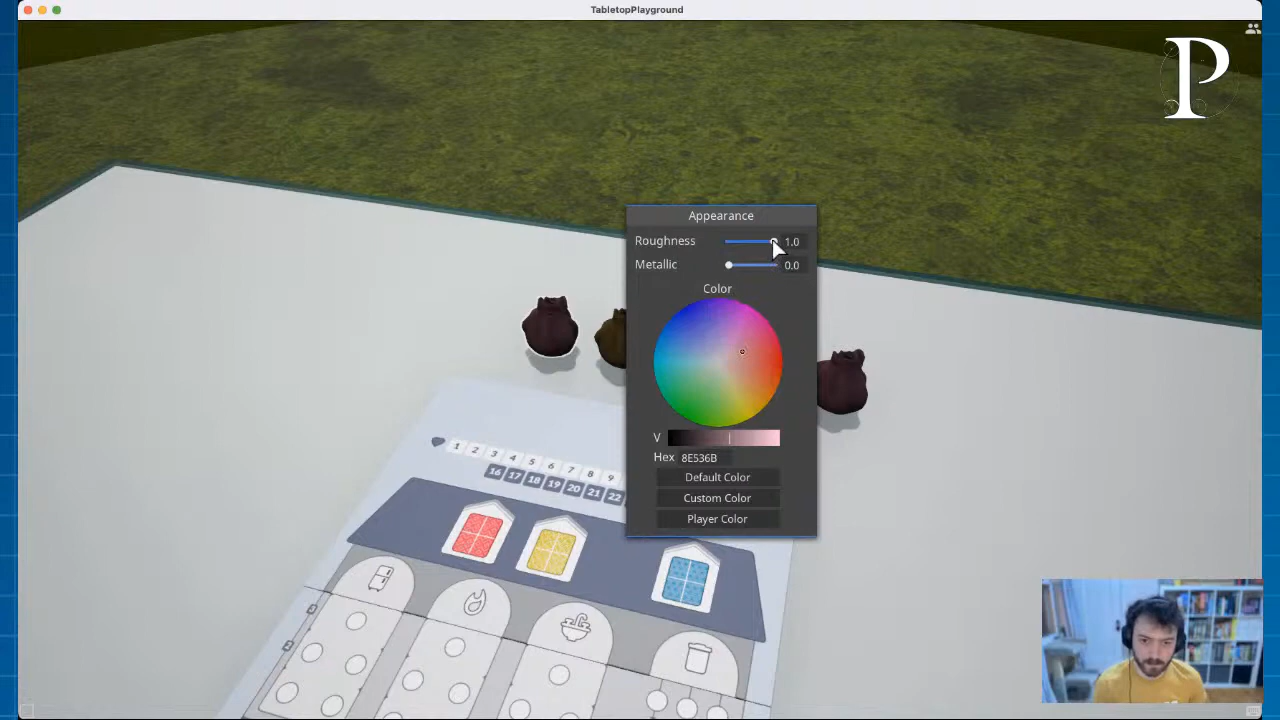 TabletopPlayground
P
Appearance
Roughness 1.0
Metallic 0.0
Color
V
Hex 8E536B
Default Color
Custom Color
Player Color
1 2 3 4 5 6 7 8 9
16 17 18 19 20 21 22